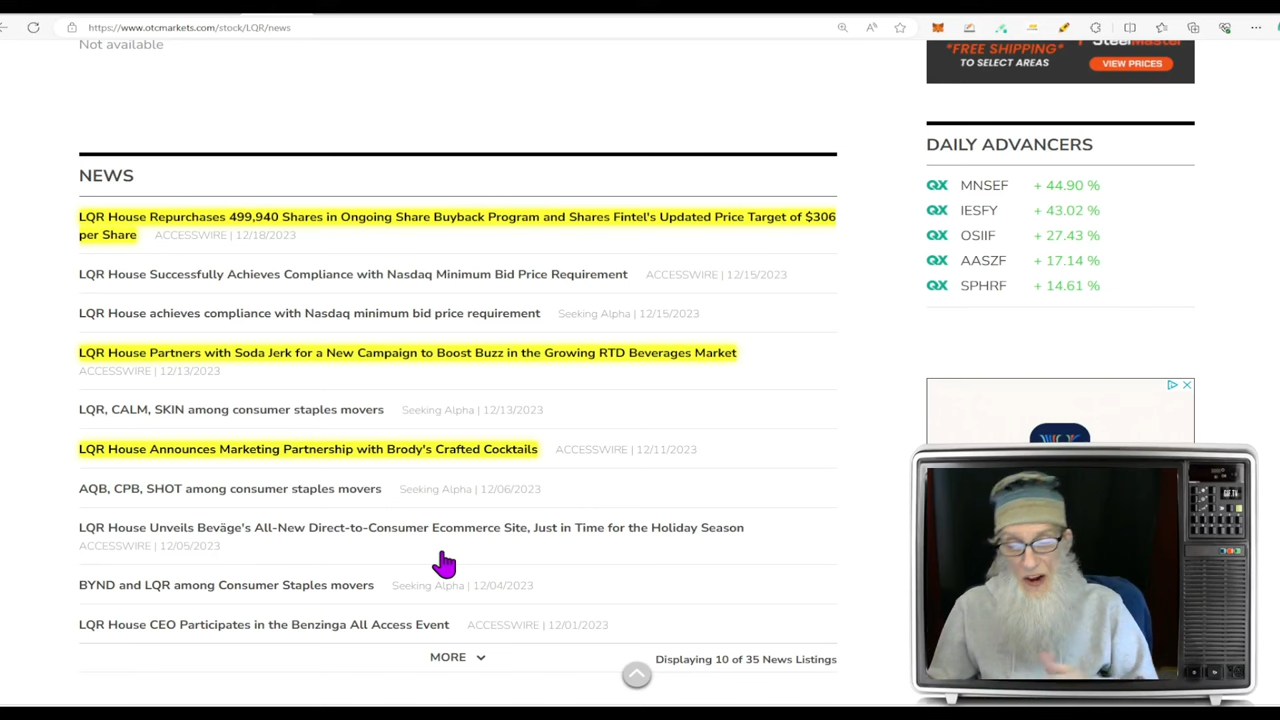 https://www.otcmarkets.com/stock/LQR/news
Not available
NEWS
LQR House Repurchases 499,940 Shares in Ongoing Share Buyback Program and Shares Fintel's Updated Price Target of $306
per Share ACCESSWIRE | 12/18/2023
LQR House Successfully Achieves Compliance with Nasdaq Minimum Bid Price Requirement ACCESSWIRE | 12/15/2023
LQR House achieves compliance with Nasdaq minimum bid price requirement Seeking Alpha | 12/15/2023
LQR House Partners with Soda Jerk for a New Campaign to Boost Buzz in the Growing RTD Beverages Market
ACCESSWIRE | 12/13/2023
LQR, CALM, SKIN among consumer staples movers Seeking Alpha | 12/13/2023
LQR House Announces Marketing Partnership with Brody's Crafted Cocktails ACCESSWIRE | 12/11/2023
AQB, CPB, SHOT among consumer staples movers Seeking Alpha | 12/06/2023
LQR House Unveils Beväge's All-New Direct-to-Consumer Ecommerce Site, Just in Time for the Holiday Season
ACCESSWIRE | 12/05/2023
BYND and LQR among Consumer Staples movers Seeking Alpha | 12/04/2023
LQR House CEO Participates in the Benzinga All Access Event ACCESSWIRE | 12/01/2023
MORE
Displaying 10 of 35 News Listings
*FREE SHIPPING*
TO SELECT AREAS
SteelMaster
VIEW PRICES
DAILY ADVANCERS
QX MNSEF + 44.90 %
QX IESFY + 43.02 %
QX OSIIF + 27.43 %
QX AASZF + 17.14 %
QX SPHRF + 14.61 %